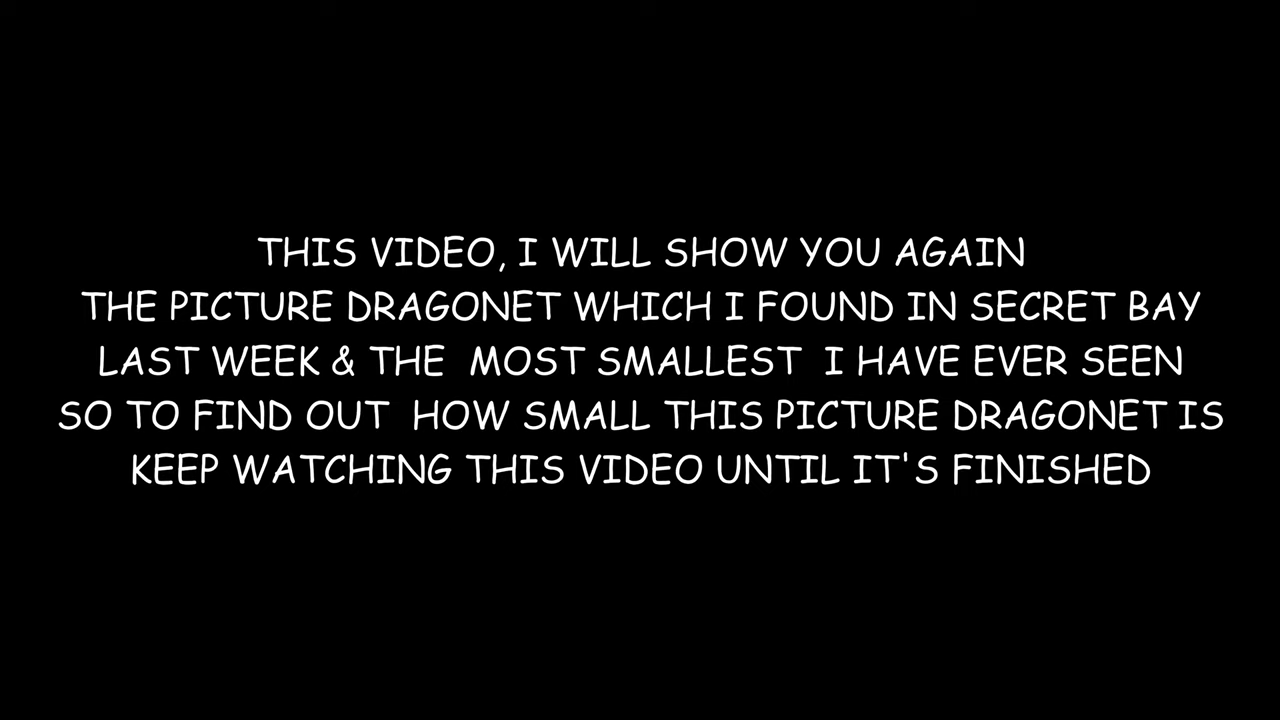 THIS VIDEO, I WILL SHOW YOU AGAIN
THE PICTURE DRAGONET WHICH I FOUND IN SECRET BAY
LAST WEEK & THE  MOST SMALLEST  I HAVE EVER SEEN
SO TO FIND OUT  HOW SMALL THIS PICTURE DRAGONET IS
KEEP WATCHING THIS VIDEO UNTIL IT'S FINISHED